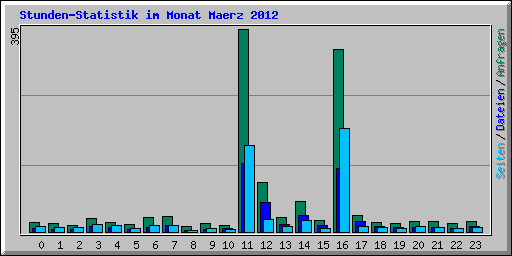 Stunden-Statistik im Monat Maerz 2012
395
Seiten/Dateien/Anfragen
0 1 2 3 4 5 6 7 8 9 10 11 12 13 14 15 16 17 18 19 20 21 22 23